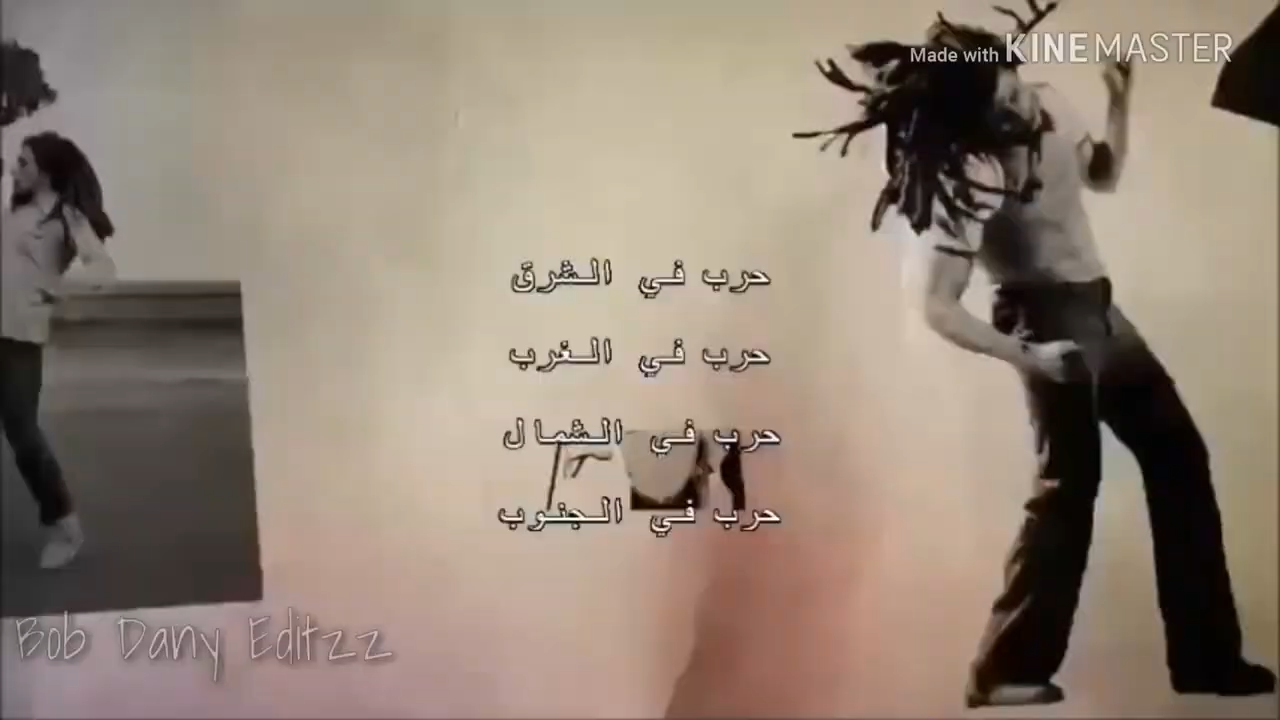 Made with KINEMASTER
حرب في الشرق
حرب في الغرب
حرب في الشمال
حرب في الجنوب
Bob Dany Editzz